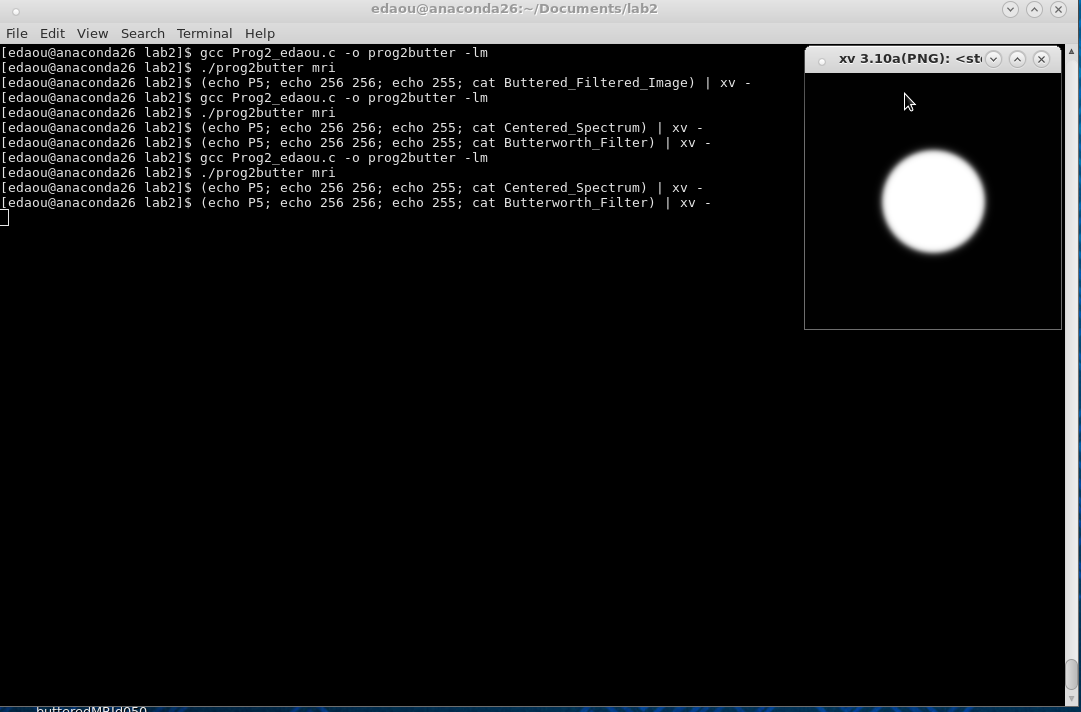 edaou@anaconda26:~/Documents/lab2
File Edit View Search Terminal Help
[edaou@anaconda26 lab2]$ gcc Prog2_edaou.c -o prog2butter -lm
[edaou@anaconda26 lab2]$ ./prog2butter mri
[edaou@anaconda26 lab2]$ (echo P5; echo 256 256; echo 255; cat Buttered_Filtered_Image) | xv -
[edaou@anaconda26 lab2]$ gcc Prog2_edaou.c -o prog2butter -lm
[edaou@anaconda26 lab2]$ ./prog2butter mri
[edaou@anaconda26 lab2]$ (echo P5; echo 256 256; echo 255; cat Centered_Spectrum) | xv -
[edaou@anaconda26 lab2]$ (echo P5; echo 256 256; echo 255; cat Butterworth_Filter) | xv -
[edaou@anaconda26 lab2]$ gcc Prog2_edaou.c -o prog2butter -lm
[edaou@anaconda26 lab2]$ ./prog2butter mri
[edaou@anaconda26 lab2]$ (echo P5; echo 256 256; echo 255; cat Centered_Spectrum) | xv -
[edaou@anaconda26 lab2]$ (echo P5; echo 256 256; echo 255; cat Butterworth_Filter) | xv -
xv 3.10a(PNG): <st
butteredMRId050